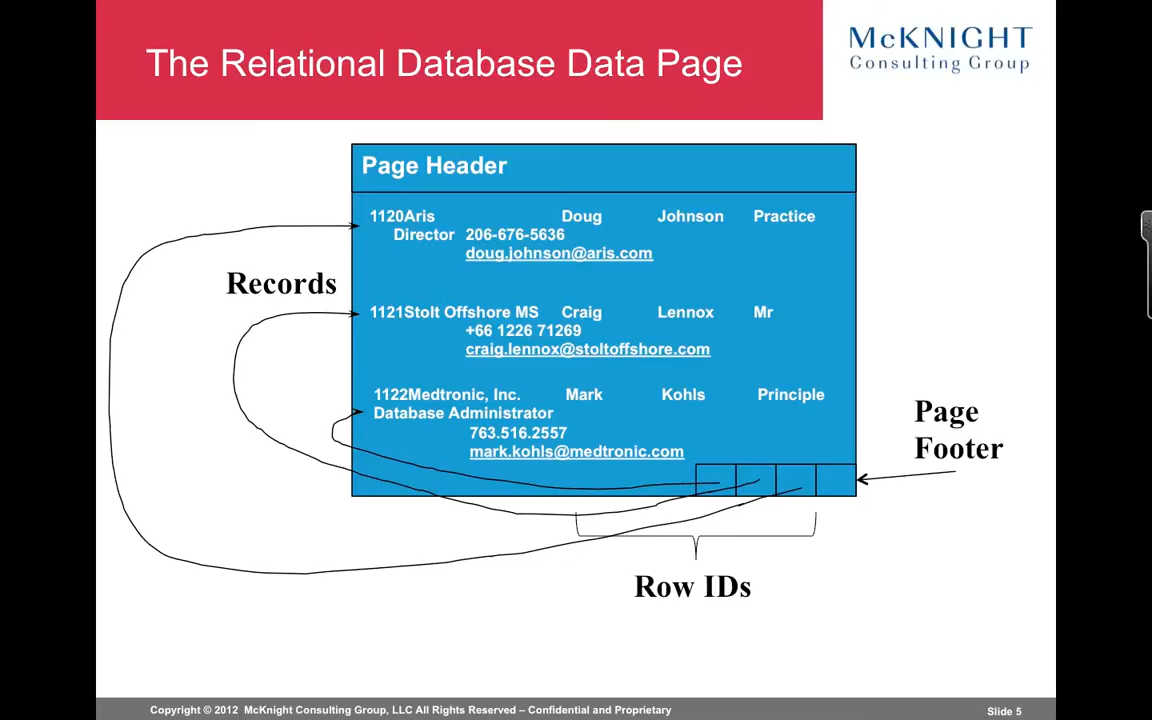 The Relational Database Data Page
McKNIGHT
Consulting Group
Page Header
1120Aris Doug Johnson Practice
Director 206-676-5636
doug.johnson@aris.com
Records
1121Stolt Offshore MS Craig Lennox Mr
+66 1226 71269
craig.lennox@stoltoffshore.com
1122Medtronic, Inc. Mark Kohls Principle
Database Administrator
763.516.2557
mark.kohls@medtronic.com
Page
Footer
Row IDs
Copyright © 2012 McKnight Consulting Group, LLC All Rights Reserved – Confidential and Proprietary
Slide 5